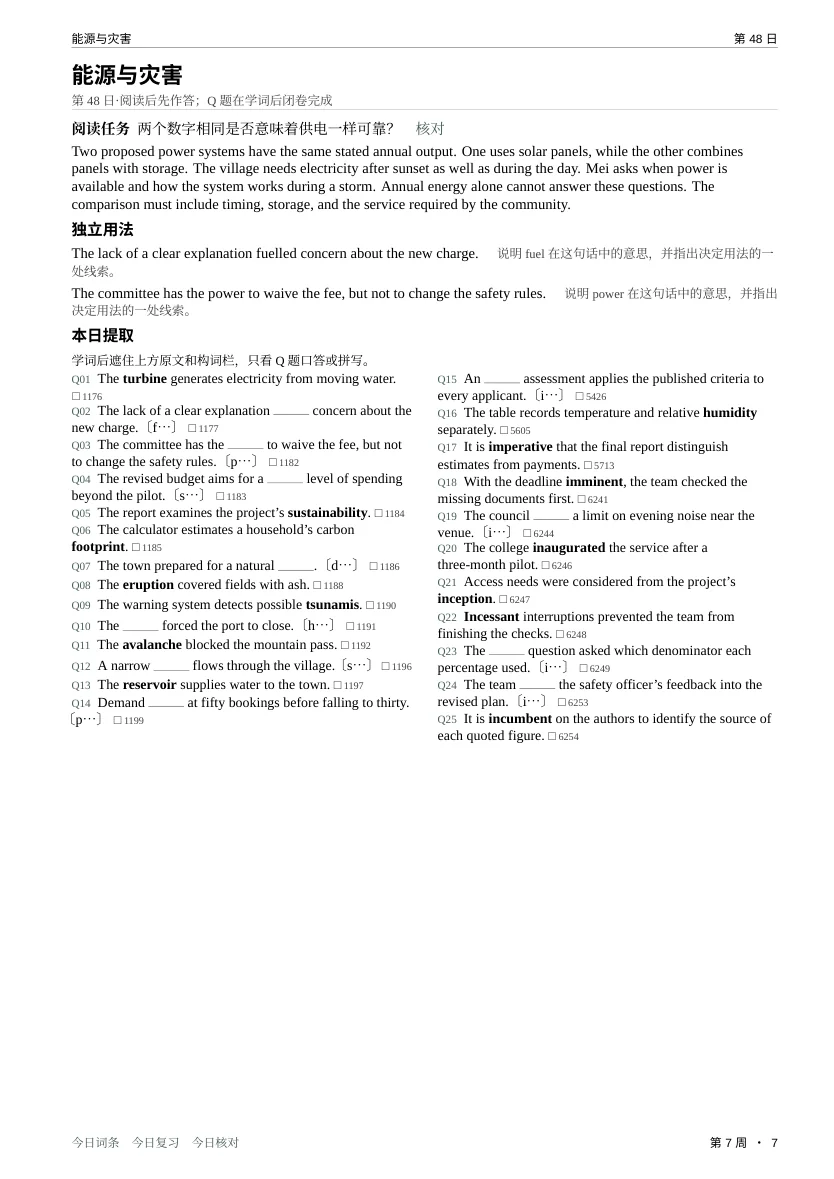 能源与灾害 第 48 日
能源与灾害
第 48 日·阅读后先作答；Q 题在学词后闭卷完成
阅读任务 两个数字相同是否意味着供电一样可靠？ 核对
Two proposed power systems have the same stated annual output. One uses solar panels, while the other combines
panels with storage. The village needs electricity after sunset as well as during the day. Mei asks when power is
available and how the system works during a storm. Annual energy alone cannot answer these questions. The
comparison must include timing, storage, and the service required by the community.
独立用法
The lack of a clear explanation fuelled concern about the new charge. 说明 fuel 在这句话中的意思，并指出决定用法的一
处线索。
The committee has the power to waive the fee, but not to change the safety rules. 说明 power 在这句话中的意思，并指出
决定用法的一处线索。
本日提取
学词后遮住上方原文和构词栏，只看 Q 题口答或拼写。
Q01 The turbine generates electricity from moving water.
□ 1176
Q02 The lack of a clear explanation _____ concern about the
new charge.〔f···〕 □ 1177
Q03 The committee has the _____ to waive the fee, but not
to change the safety rules.〔p···〕 □ 1182
Q04 The revised budget aims for a _____ level of spending
beyond the pilot.〔s···〕 □ 1183
Q05 The report examines the project’s sustainability. □ 1184
Q06 The calculator estimates a household’s carbon
footprint. □ 1185
Q07 The town prepared for a natural _____.〔d···〕 □ 1186
Q08 The eruption covered fields with ash. □ 1188
Q09 The warning system detects possible tsunamis. □ 1190
Q10 The _____ forced the port to close.〔h···〕 □ 1191
Q11 The avalanche blocked the mountain pass. □ 1192
Q12 A narrow _____ flows through the village.〔s···〕 □ 1196
Q13 The reservoir supplies water to the town. □ 1197
Q14 Demand _____ at fifty bookings before falling to thirty.
〔p···〕 □ 1199
Q15 An _____ assessment applies the published criteria to
every applicant.〔i···〕 □ 5426
Q16 The table records temperature and relative humidity
separately. □ 5605
Q17 It is imperative that the final report distinguish
estimates from payments. □ 5713
Q18 With the deadline imminent, the team checked the
missing documents first. □ 6241
Q19 The council _____ a limit on evening noise near the
venue.〔i···〕 □ 6244
Q20 The college inaugurated the service after a
three-month pilot. □ 6246
Q21 Access needs were considered from the project’s
inception. □ 6247
Q22 Incessant interruptions prevented the team from
finishing the checks. □ 6248
Q23 The _____ question asked which denominator each
percentage used.〔i···〕 □ 6249
Q24 The team _____ the safety officer’s feedback into the
revised plan.〔i···〕 □ 6253
Q25 It is incumbent on the authors to identify the source of
each quoted figure. □ 6254
今日词条 今日复习 今日核对 第 7 周 · 7